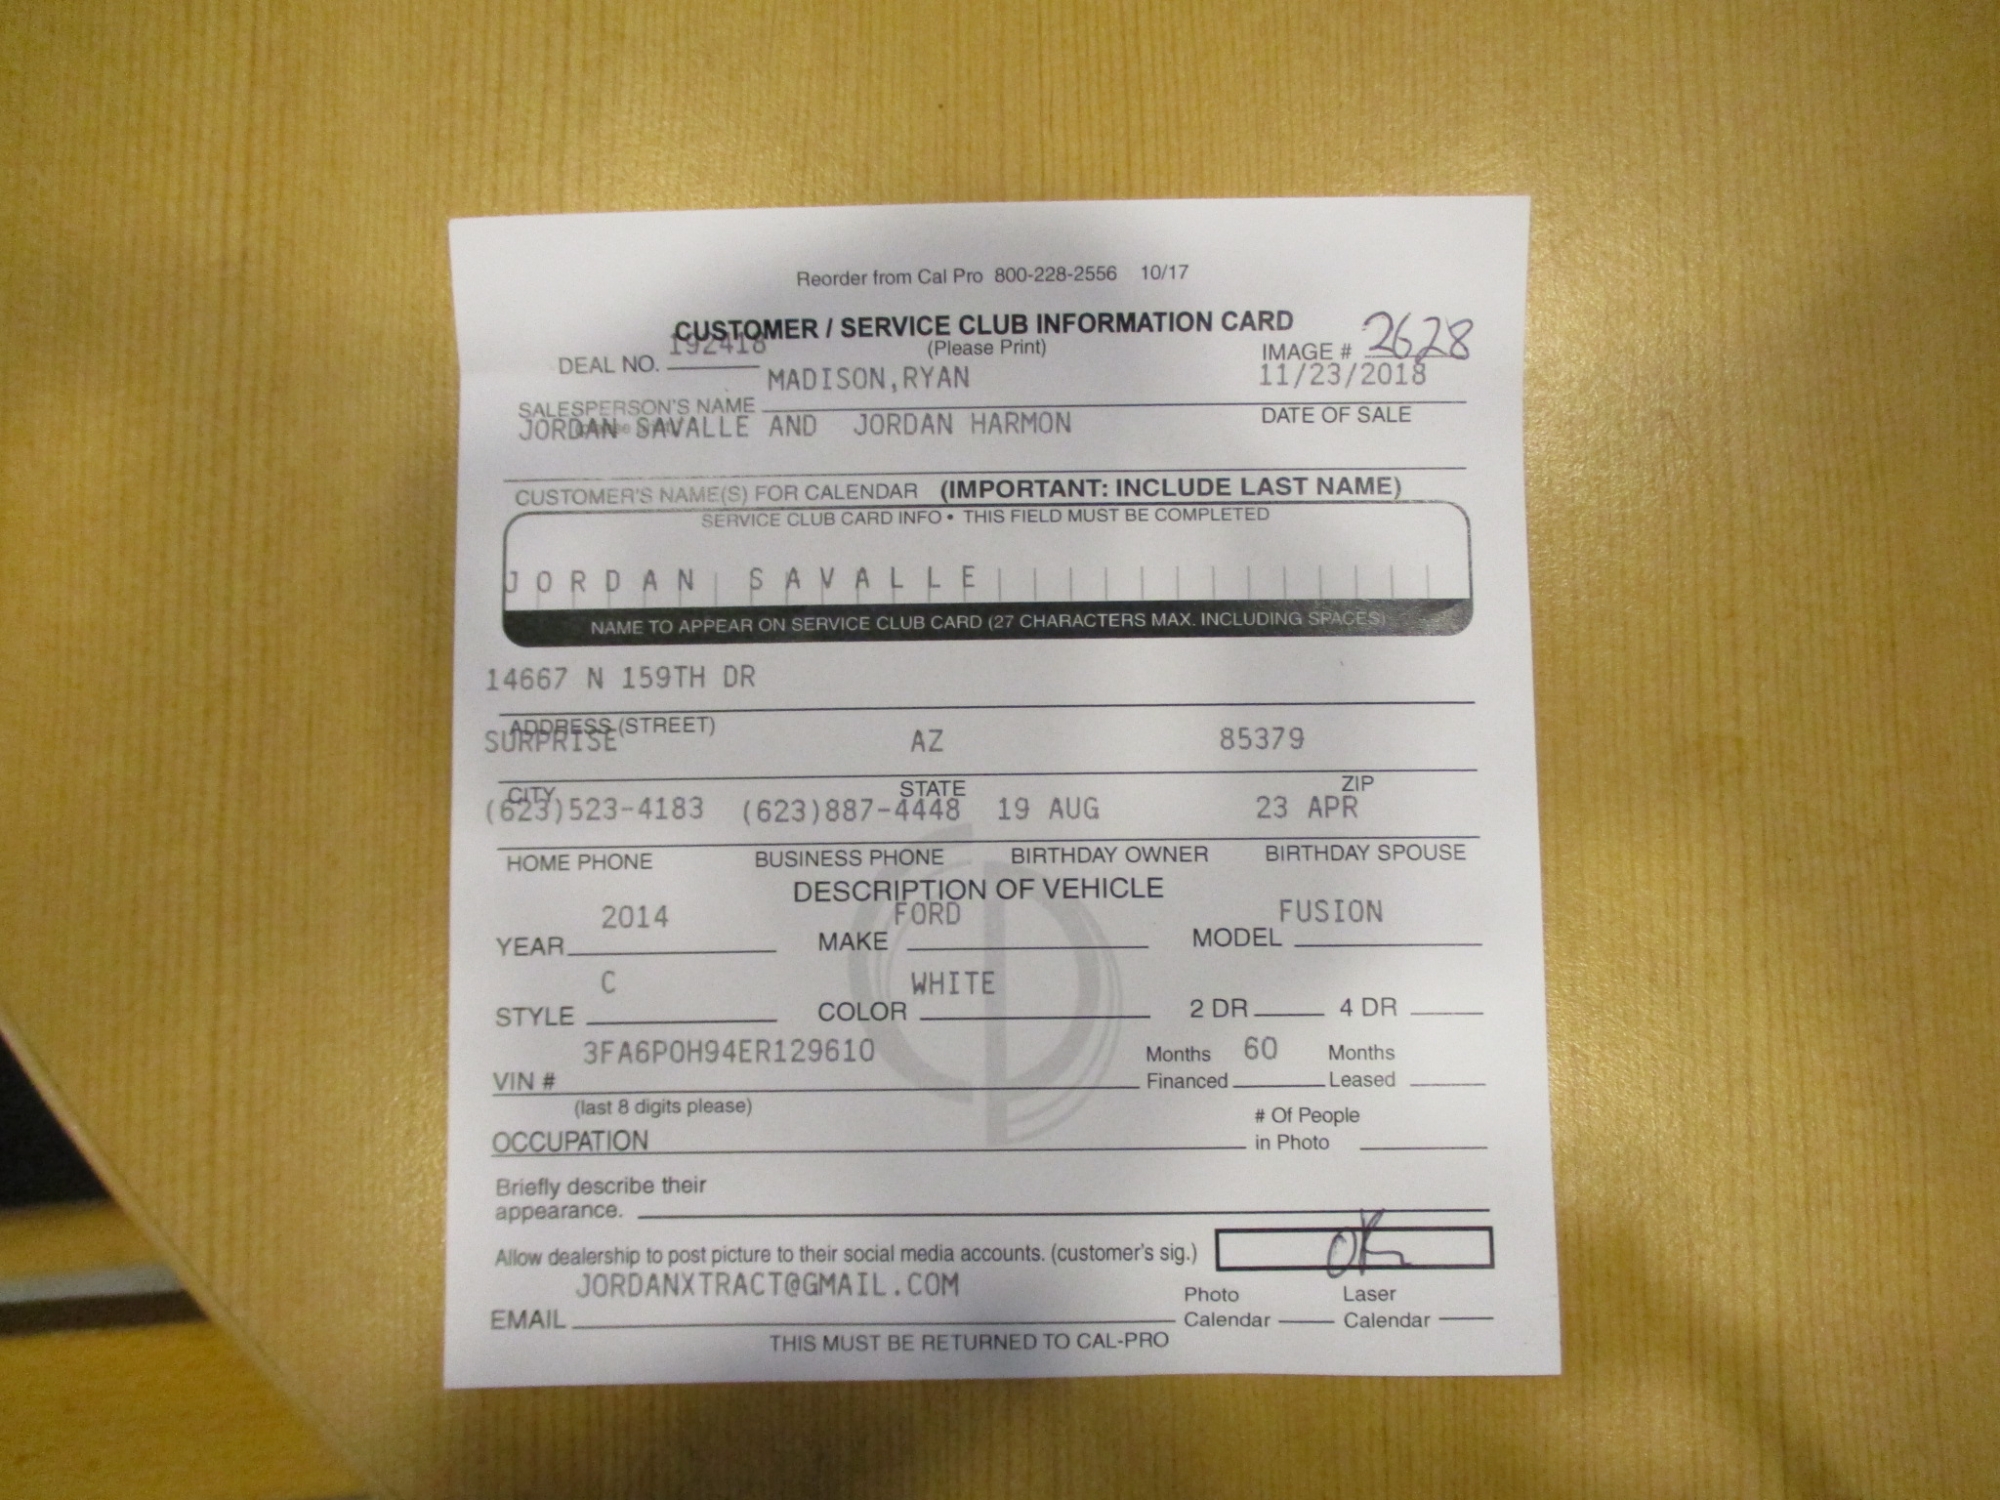 Reorder from Cal Pro 800-228-2556 10/17
CUSTOMER / SERVICE CLUB INFORMATION CARD
(Please Print)
DEAL NO. 192418
IMAGE # 2628
MADISON,RYAN 11/23/2018
SALESPERSON'S NAME DATE OF SALE
JORDAN SAVALLE AND JORDAN HARMON
CUSTOMER'S NAME(S) FOR CALENDAR (IMPORTANT: INCLUDE LAST NAME)
SERVICE CLUB CARD INFO • THIS FIELD MUST BE COMPLETED
JORDAN SAVALLE
NAME TO APPEAR ON SERVICE CLUB CARD (27 CHARACTERS MAX. INCLUDING SPACES)
14667 N 159TH DR
ADDRESS (STREET)
SURPRISE AZ 85379
CITY STATE ZIP
(623)523-4183 (623)887-4448 19 AUG 23 APR
HOME PHONE BUSINESS PHONE BIRTHDAY OWNER BIRTHDAY SPOUSE
DESCRIPTION OF VEHICLE
2014 FORD FUSION
YEAR MAKE MODEL
C WHITE
STYLE COLOR 2 DR 4 DR
3FA6P0H94ER129610 Months 60 Months
VIN # Financed Leased
(last 8 digits please)
# Of People
OCCUPATION in Photo
Briefly describe their
appearance.
Allow dealership to post picture to their social media accounts. (customer's sig.) OK
JORDANXTRACT@GMAIL.COM Photo Laser
EMAIL Calendar Calendar
THIS MUST BE RETURNED TO CAL-PRO